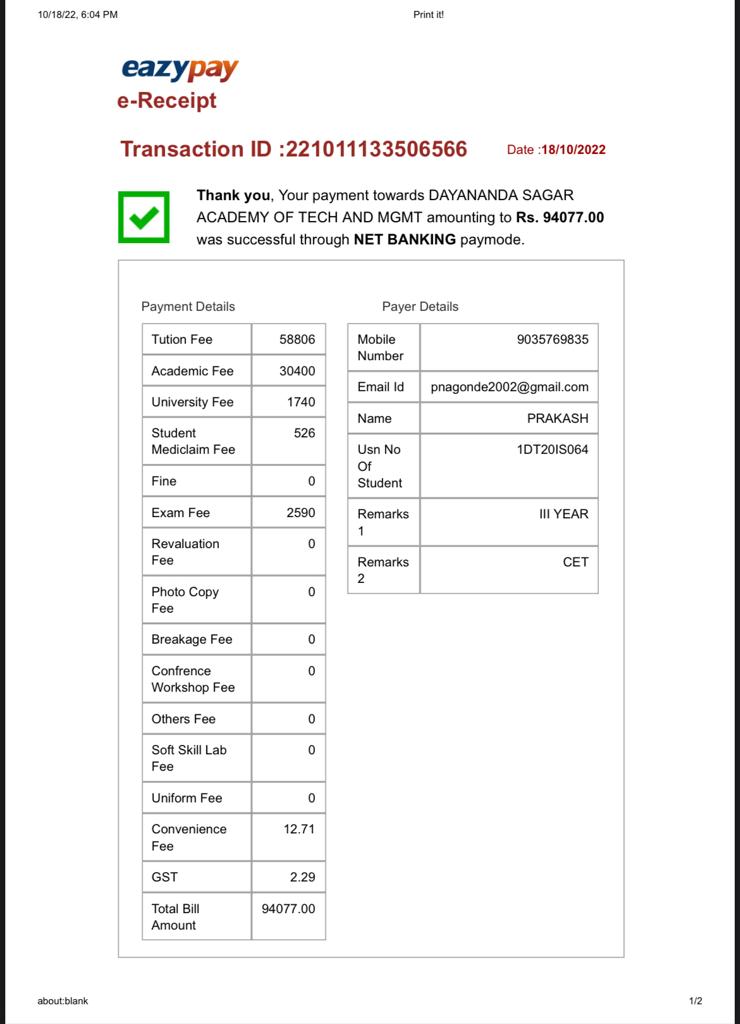 10/18/22, 6:04 PM
Print it!
eazypay
e-Receipt
Transaction ID :221011133506566
Date :18/10/2022
Thank you, Your payment towards DAYANANDA SAGAR
ACADEMY OF TECH AND MGMT amounting to Rs. 94077.00
was successful through NET BANKING paymode.
Payment Details
Tution Fee 58806
Academic Fee 30400
University Fee 1740
Student 526
Mediclaim Fee
Fine 0
Exam Fee 2590
Revaluation 0
Fee
Photo Copy 0
Fee
Breakage Fee 0
Confrence 0
Workshop Fee
Others Fee 0
Soft Skill Lab 0
Fee
Uniform Fee 0
Convenience 12.71
Fee
GST 2.29
Total Bill 94077.00
Amount
Payer Details
Mobile 9035769835
Number
Email Id pnagonde2002@gmail.com
Name PRAKASH
Usn No 1DT20IS064
Of
Student
Remarks III YEAR
1
Remarks CET
2
about:blank
1/2